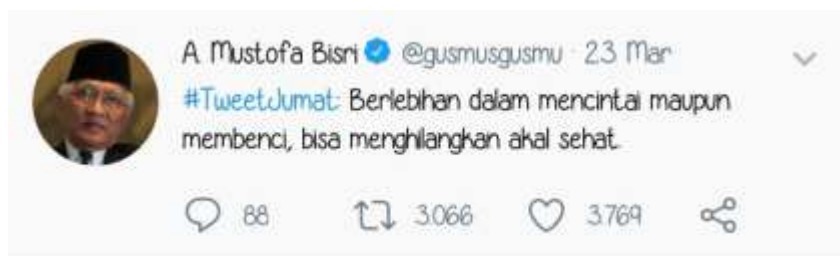 A Mustofa Bisri @gusmusgusmu · 23 Mar
#TweetJumat: Berlebihan dalam mencintai maupun
membenci, bisa menghilangkan akal sehat.
88 3.066 3.769